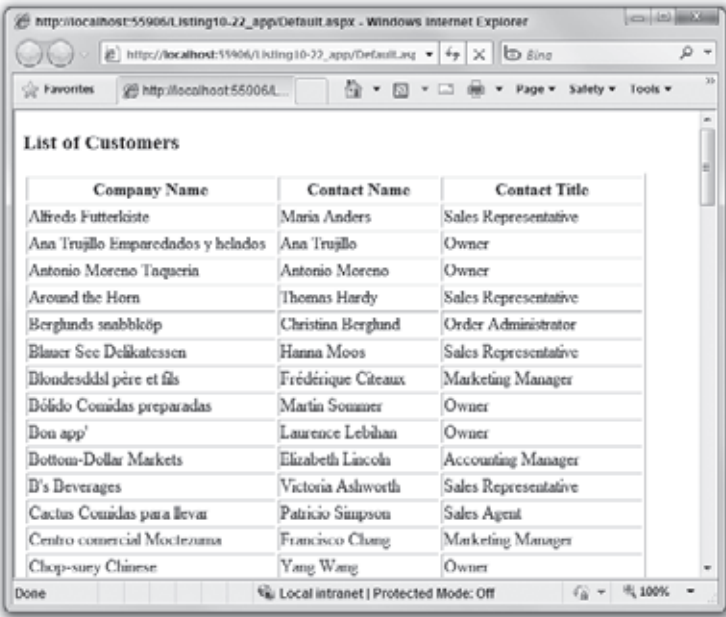 http://localhost:55906/Listing10-22_app/Default.aspx - Windows Internet Explorer
http://localhost:55906/Listing10-22_app/Default.asp
Bing
Favorites http://localhost:55906/L... Page Safety Tools
List of Customers
Company Name Contact Name Contact Title
Alfreds Futterkiste Maria Anders Sales Representative
Ana Trujillo Emparedados y helados Ana Trujillo Owner
Antonio Moreno Taquería Antonio Moreno Owner
Around the Horn Thomas Hardy Sales Representative
Berglunds snabbköp Christina Berglund Order Administrator
Blauer See Delikatessen Hanna Moos Sales Representative
Blondesddsl père et fils Frédérique Citeaux Marketing Manager
Bólido Comidas preparadas Martín Sommer Owner
Bon app' Laurence Lebihan Owner
Bottom-Dollar Markets Elizabeth Lincoln Accounting Manager
B's Beverages Victoria Ashworth Sales Representative
Cactus Comidas para llevar Patricio Simpson Sales Agent
Centro comercial Moctezuma Francisco Chang Marketing Manager
Chop-suey Chinese Yang Wang Owner
Done Local intranet | Protected Mode: Off 100%